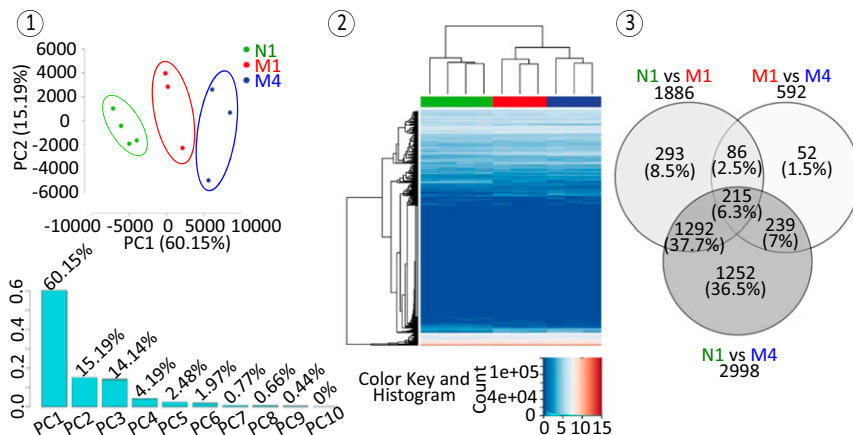 ①
N1
M1
M4
PC2 (15.19%)
6000
4000
2000
0
-2000
-4000
-6000
-10000 -5000 0 5000 10000
PC1 (60.15%)
0.6
0.4
0.2
0.0
60.15%
15.19%
14.14%
4.19%
2.48%
1.97%
0.77%
0.66%
0.44%
0%
PC1 PC2 PC3 PC4 PC5 PC6 PC7 PC8 PC9 PC10
②
Color Key and
Histogram
Count
1e+05
4e+04
0 5 10 15
③
N1 vs M1
1886
M1 vs M4
592
293
(8.5%)
86
(2.5%)
52
(1.5%)
215
(6.3%)
1292
(37.7%)
239
(7%)
1252
(36.5%)
N1 vs M4
2998